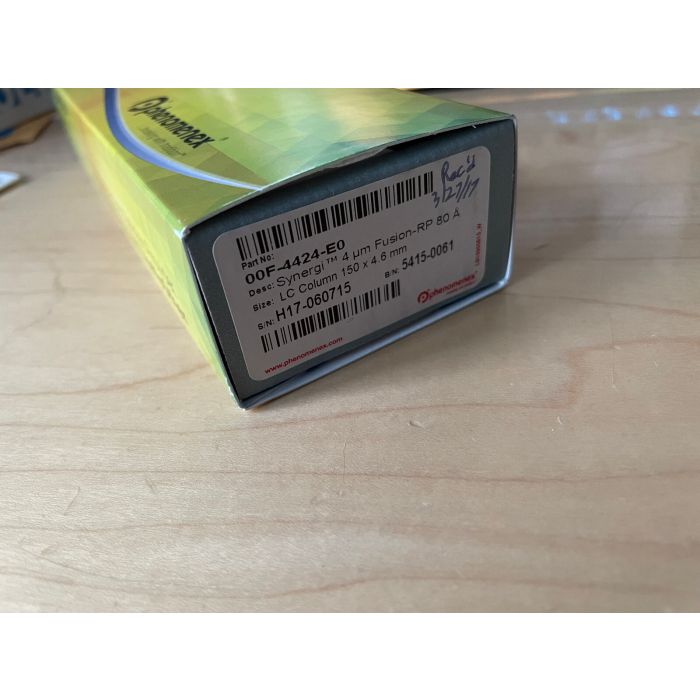 phenomenex®
Rec'd
3/27/17
Part No:
00F-4424-E0
Desc: Synergi™ 4 µm Fusion-RP 80 Å
Size: LC Column 150 x 4.6 mm
S/N: H17-060715 B/N: 5415-0061
phenomenex
www.phenomenex.com